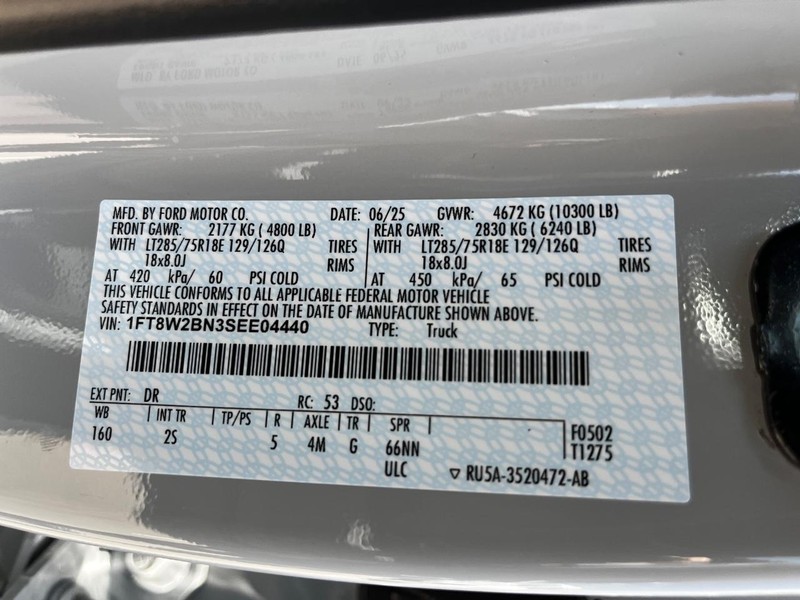 MFD. BY FORD MOTOR CO. DATE: 06/25 GVWR: 4672 KG (10300 LB)
FRONT GAWR: 2177 KG ( 4800 LB) REAR GAWR: 2830 KG ( 6240 LB)
WITH LT285/75R18E 129/126Q TIRES WITH LT285/75R18E 129/126Q TIRES
18x8.0J RIMS 18x8.0J RIMS
AT 420 kPa/ 60 PSI COLD AT 450 kPa/ 65 PSI COLD
THIS VEHICLE CONFORMS TO ALL APPLICABLE FEDERAL MOTOR VEHICLE
SAFETY STANDARDS IN EFFECT ON THE DATE OF MANUFACTURE SHOWN ABOVE.
VIN: 1FT8W2BN3SEE04440 TYPE: Truck
EXT PNT: DR RC: 53 DSO:
WB INT TR TP/PS R AXLE TR SPR F0502
160 2S 5 4M G 66NN T1275
ULC RU5A-3520472-AB